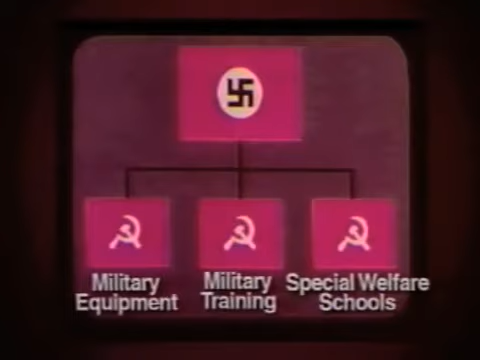 Military
Equipment
Military
Training
Special Welfare
Schools